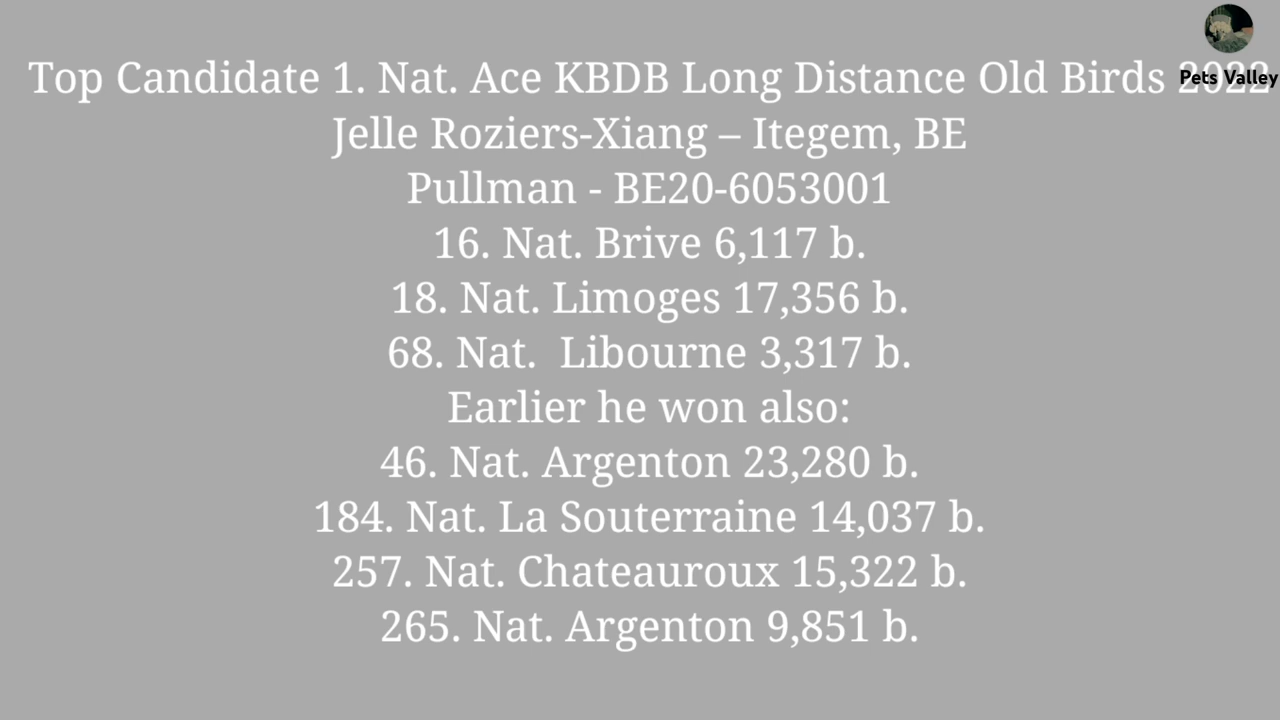 Top Candidate 1. Nat. Ace KBDB Long Distance Old Birds 2022
Pets Valley
Jelle Roziers-Xiang – Itegem, BE
Pullman - BE20-6053001
16. Nat. Brive 6,117 b.
18. Nat. Limoges 17,356 b.
68. Nat.  Libourne 3,317 b.
Earlier he won also:
46. Nat. Argenton 23,280 b.
184. Nat. La Souterraine 14,037 b.
257. Nat. Chateauroux 15,322 b.
265. Nat. Argenton 9,851 b.